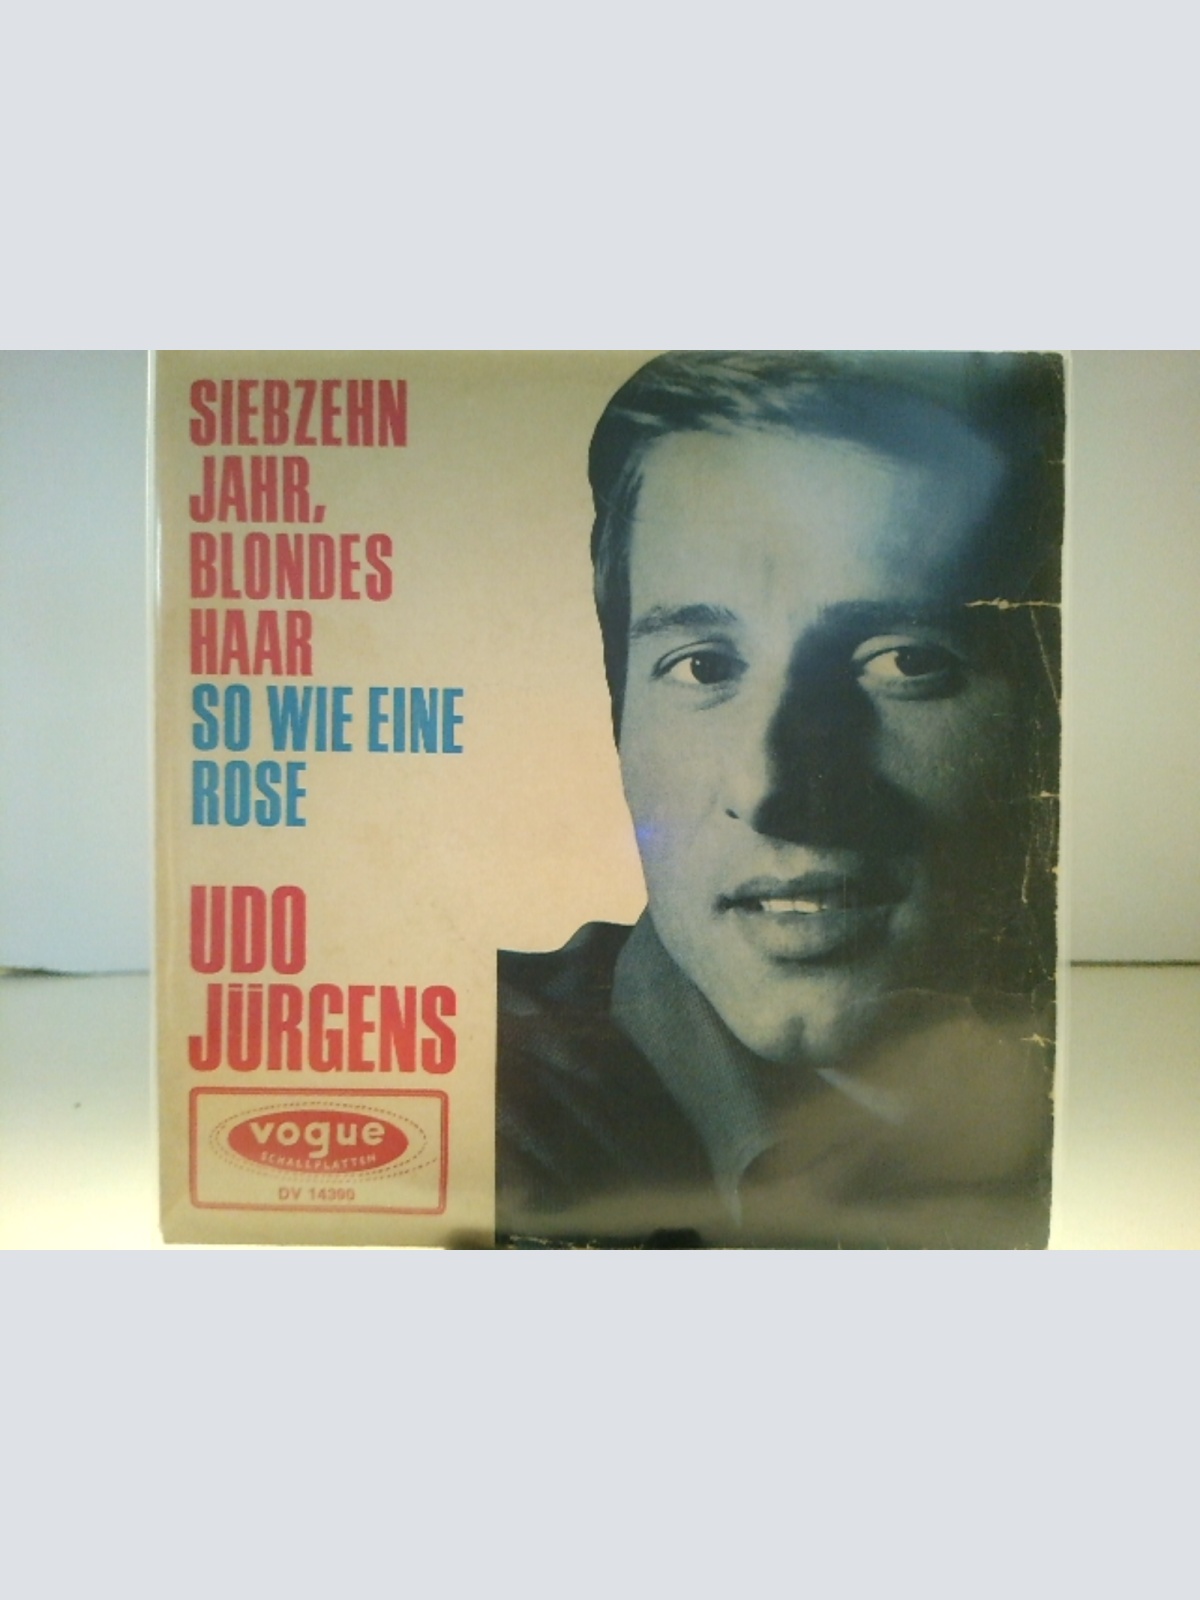 SIEBZEHN
JAHR,
BLONDES
HAAR
SO WIE EINE
ROSE
UDO
JÜRGENS
vogue
SCHALLPLATTEN
DV 14390